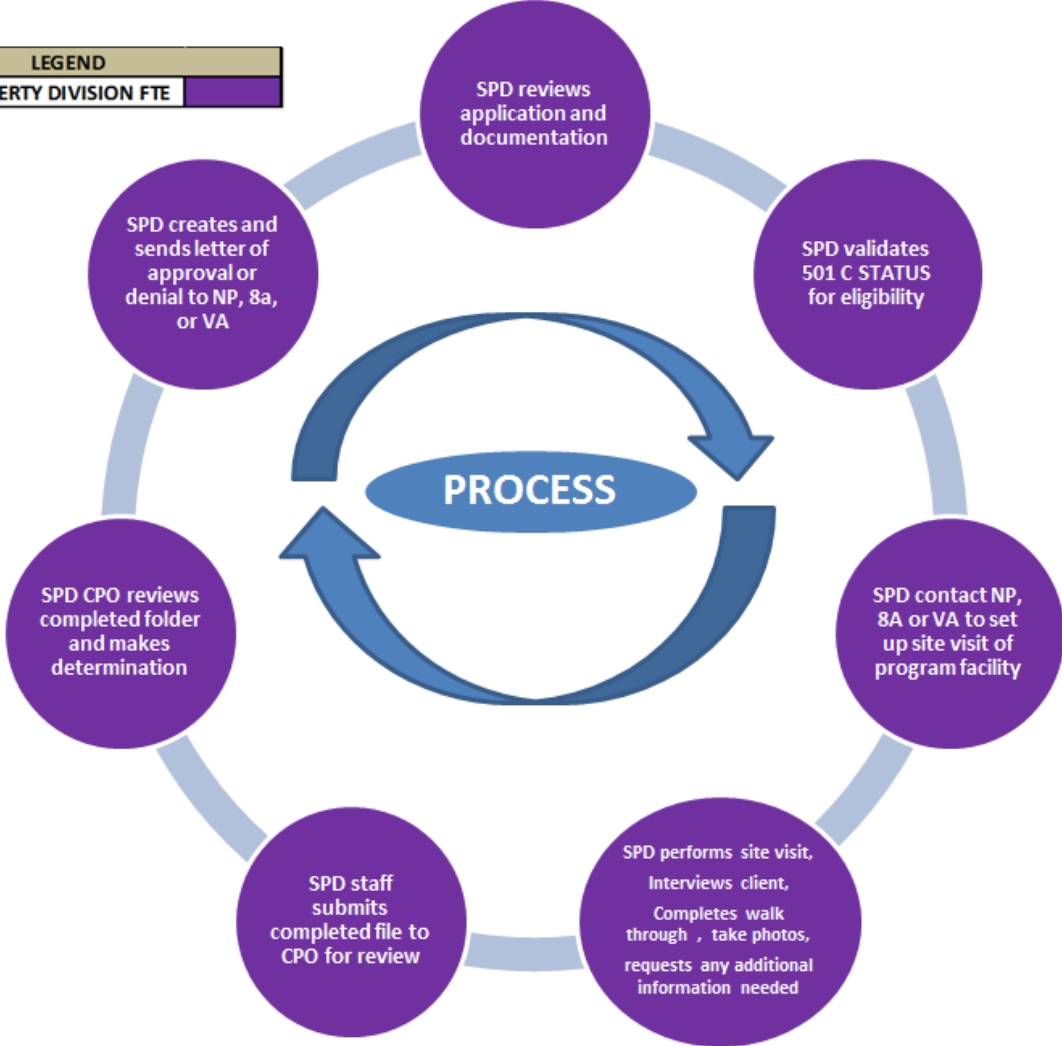 LEGEND
ERTY DIVISION FTE
SPD reviews
application and
documentation
SPD validates
501 C STATUS
for eligibility
SPD contact NP,
8A or VA to set
up site visit of
program facility
SPD performs site visit,
Interviews client,
Completes walk
through , take photos,
requests any additional
information needed
SPD staff
submits
completed file to
CPO for review
SPD CPO reviews
completed folder
and makes
determination
SPD creates and
sends letter of
approval or
denial to NP, 8a,
or VA
PROCESS